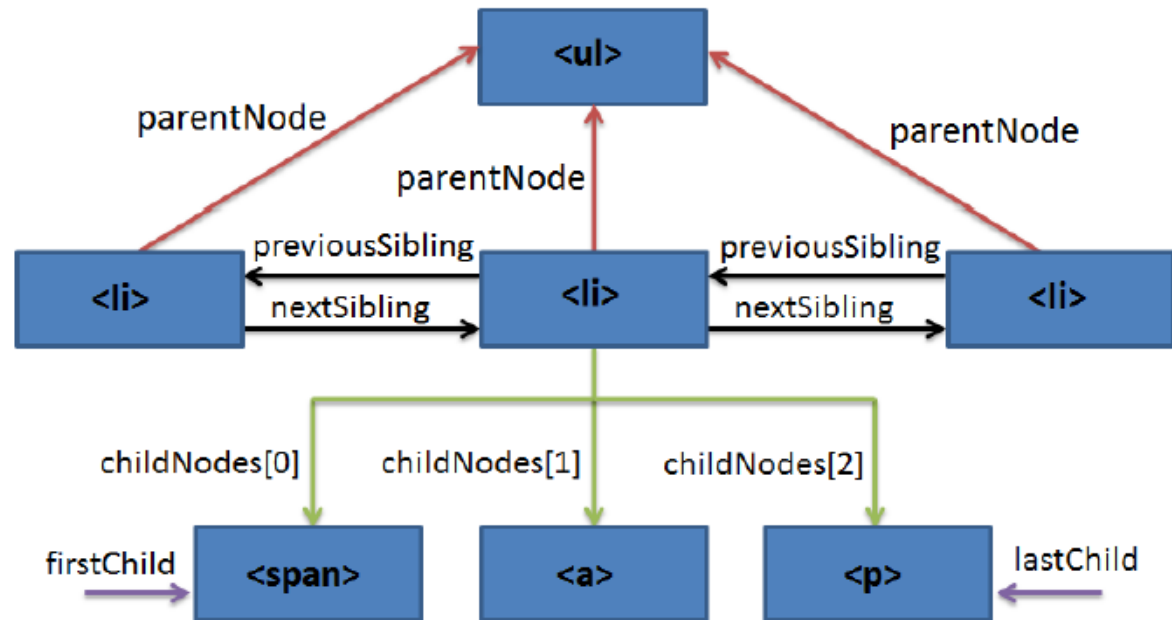 <ul>
parentNode
parentNode
parentNode
previousSibling
previousSibling
<li>
<li>
<li>
nextSibling
nextSibling
childNodes[0]
childNodes[1]
childNodes[2]
firstChild
<span>
<a>
<p>
lastChild